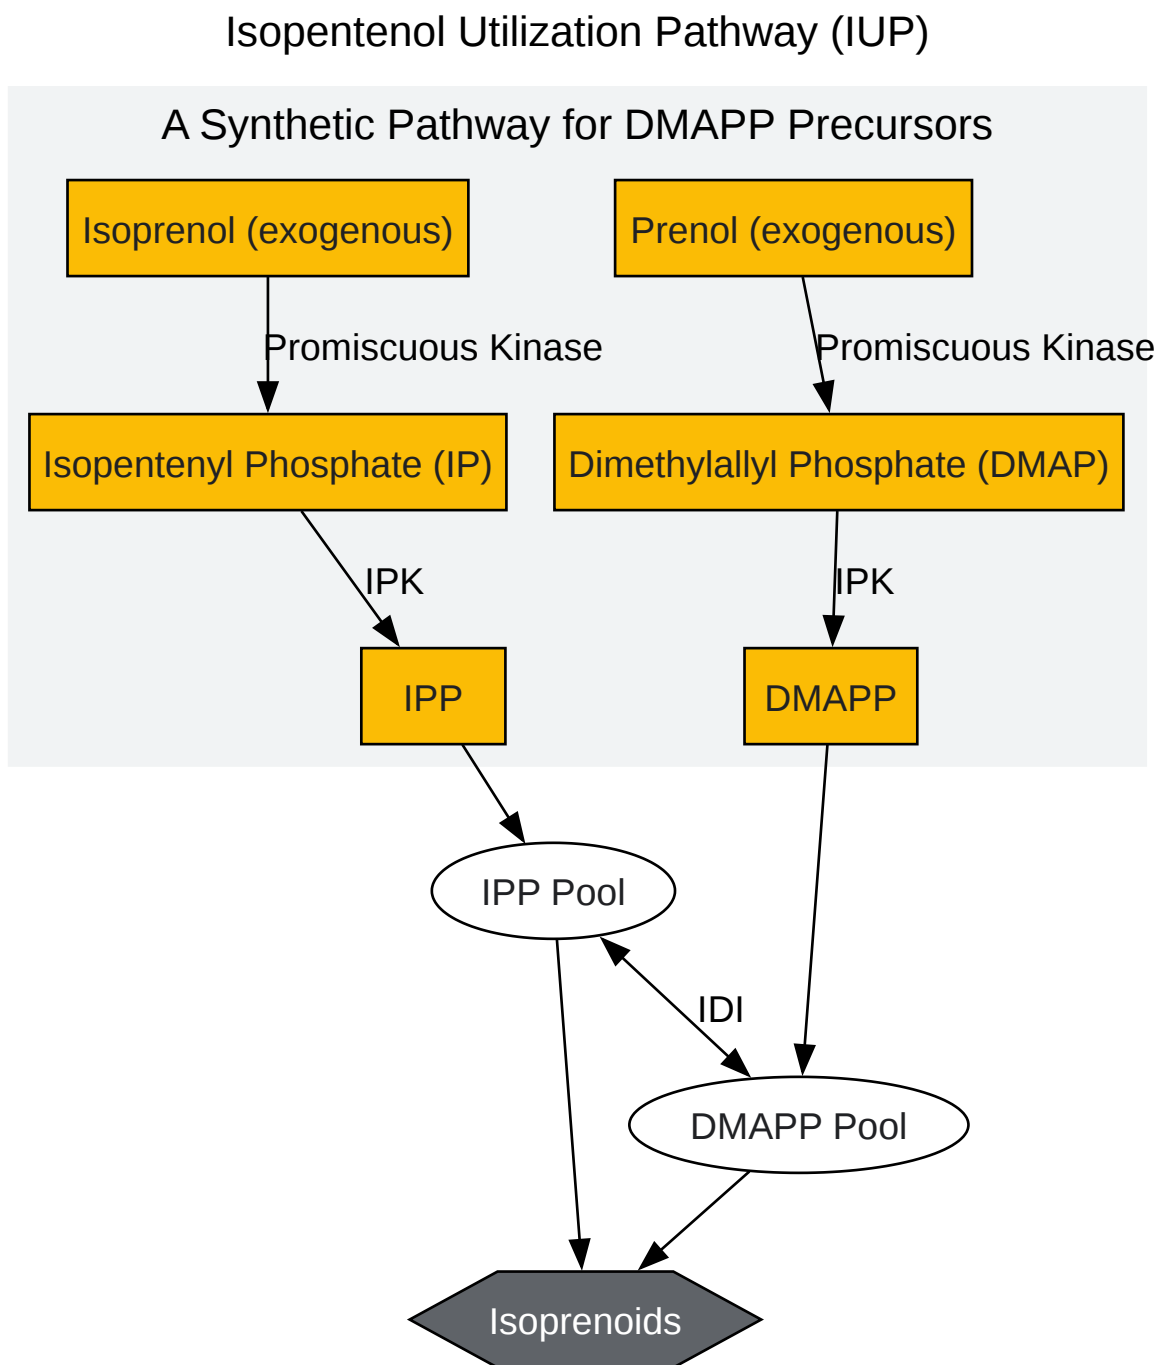 Isopentenol Utilization Pathway (IUP)
A Synthetic Pathway for DMAPP Precursors
Isoprenol (exogenous)
Prenol (exogenous)
Promiscuous Kinase
Promiscuous Kinase
Isopentenyl Phosphate (IP)
Dimethylallyl Phosphate (DMAP)
IPK
IPK
IPP
DMAPP
IPP Pool
IDI
DMAPP Pool
Isoprenoids